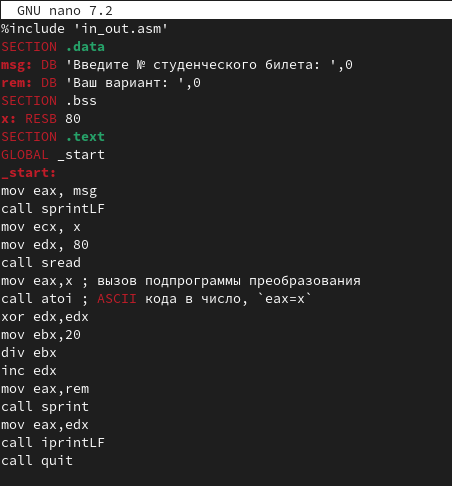 GNU nano 7.2
%include 'in_out.asm'
SECTION .data
msg: DB 'Введите № студенческого билета: ',0
rem: DB 'Ваш вариант: ',0
SECTION .bss
x: RESB 80
SECTION .text
GLOBAL _start
_start:
mov eax, msg
call sprintLF
mov ecx, x
mov edx, 80
call sread
mov eax,x ; вызов подпрограммы преобразования
call atoi ; ASCII кода в число, `eax=x`
xor edx,edx
mov ebx,20
div ebx
inc edx
mov eax,rem
call sprint
mov eax,edx
call iprintLF
call quit